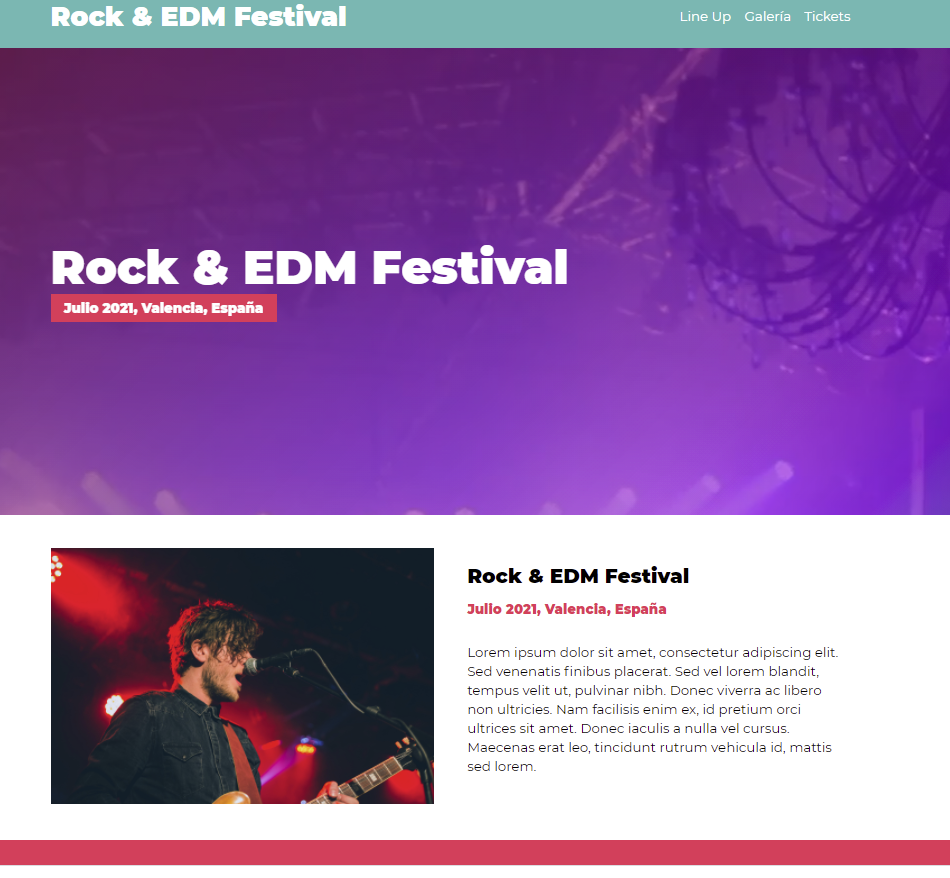 Rock & EDM Festival
Line Up Galería Tickets
Rock & EDM Festival
Julio 2021, Valencia, España
Rock & EDM Festival
Julio 2021, Valencia, España
Lorem ipsum dolor sit amet, consectetur adipiscing elit.
Sed venenatis finibus placerat. Sed vel lorem blandit,
tempus velit ut, pulvinar nibh. Donec viverra ac libero
non ultricies. Nam facilisis enim ex, id pretium orci
ultrices sit amet. Donec iaculis a nulla vel cursus.
Maecenas erat leo, tincidunt rutrum vehicula id, mattis
sed lorem.